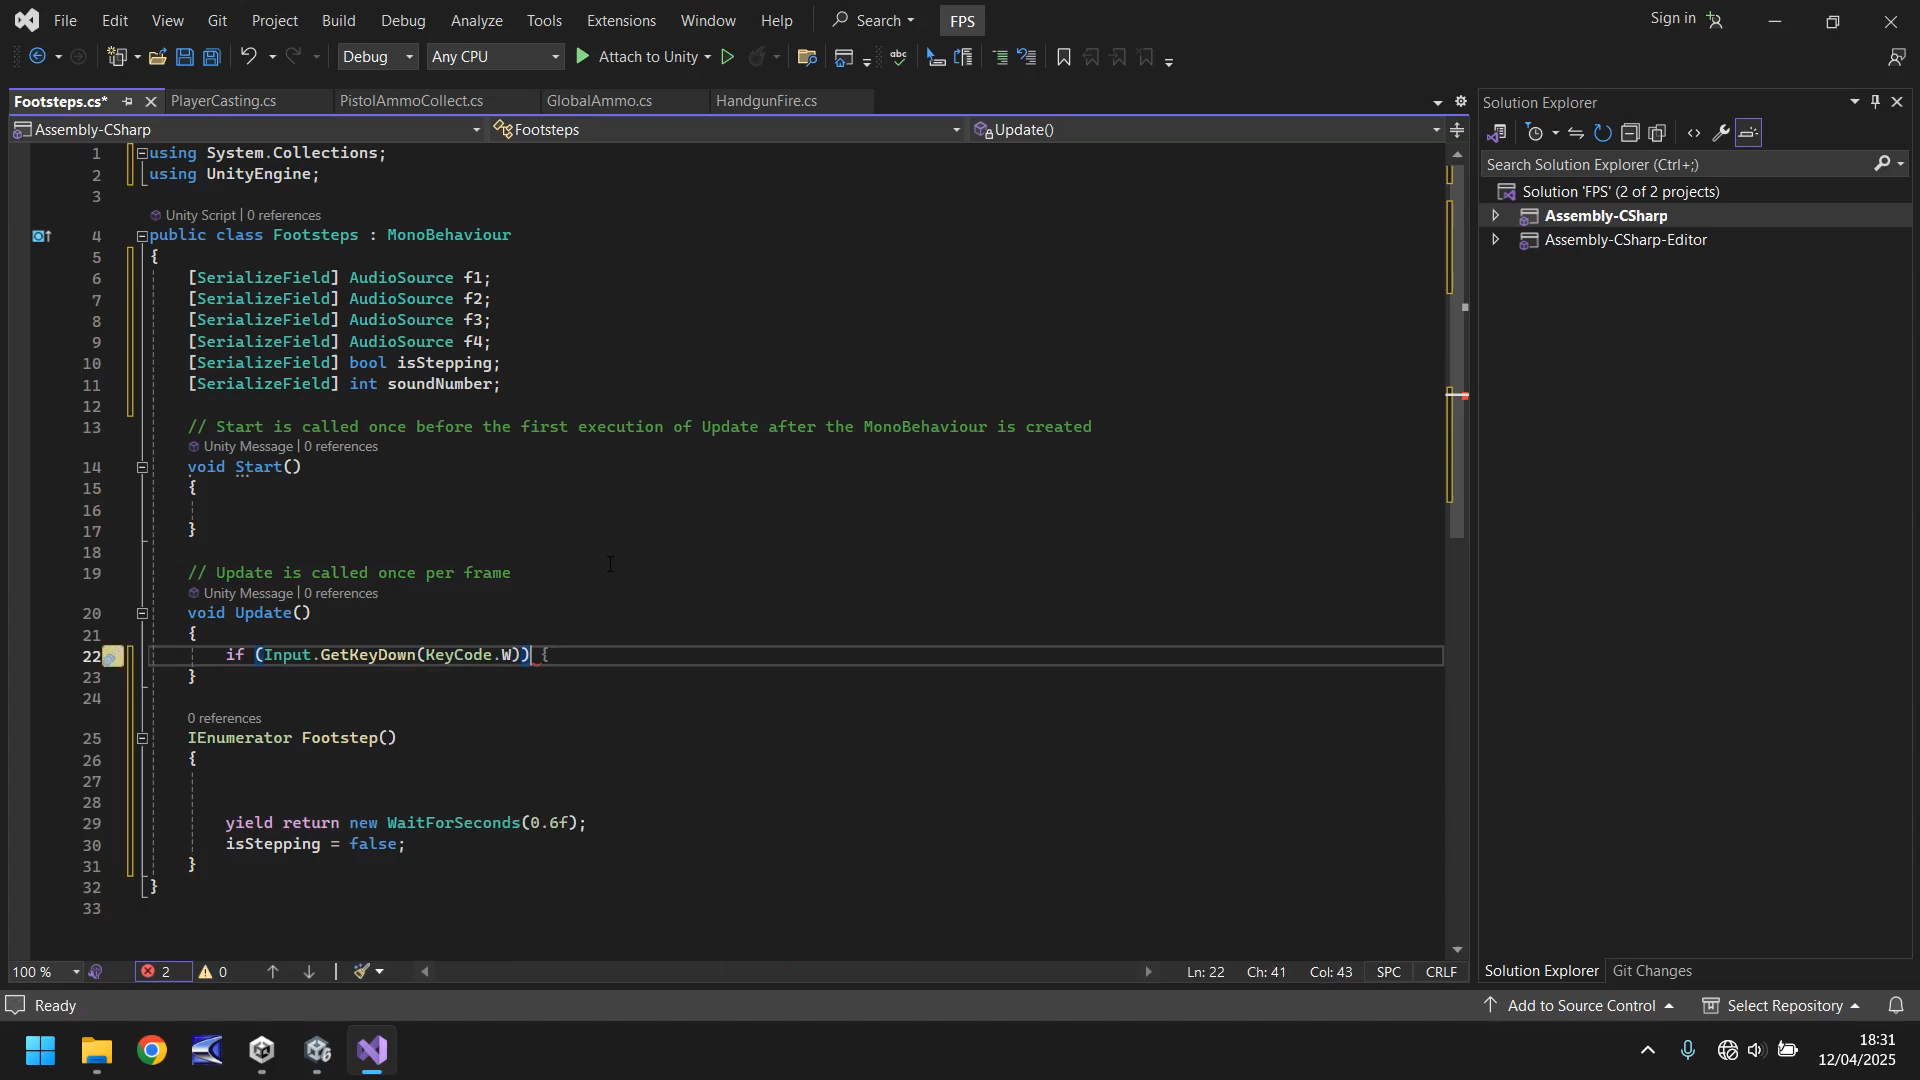 File Edit View Git Project Build Debug Analyze Tools Extensions Window Help Search FPS Sign in
Debug Any CPU Attach to Unity
Footsteps.cs* PlayerCasting.cs PistolAmmoCollect.cs GlobalAmmo.cs HandgunFire.cs
Assembly-CSharp Footsteps Update()
1 using System.Collections;
2 using UnityEngine;
3
Unity Script | 0 references
4 public class Footsteps : MonoBehaviour
5 {
6 [SerializeField] AudioSource f1;
7 [SerializeField] AudioSource f2;
8 [SerializeField] AudioSource f3;
9 [SerializeField] AudioSource f4;
10 [SerializeField] bool isStepping;
11 [SerializeField] int soundNumber;
12
13 // Start is called once before the first execution of Update after the MonoBehaviour is created
Unity Message | 0 references
14 void Start()
15 {
16
17 }
18
19 // Update is called once per frame
Unity Message | 0 references
20 void Update()
21 {
22 if (Input.GetKeyDown(KeyCode.W)) {
23 }
24
0 references
25 IEnumerator Footstep()
26 {
27
28
29 yield return new WaitForSeconds(0.6f);
30 isStepping = false;
31 }
32 }
33
100 % 2 0 Ln: 22 Ch: 41 Col: 43 SPC CRLF
Solution Explorer
Search Solution Explorer (Ctrl+;)
Solution 'FPS' (2 of 2 projects)
Assembly-CSharp
Assembly-CSharp-Editor
Solution Explorer Git Changes
Ready Add to Source Control Select Repository
18:31
12/04/2025